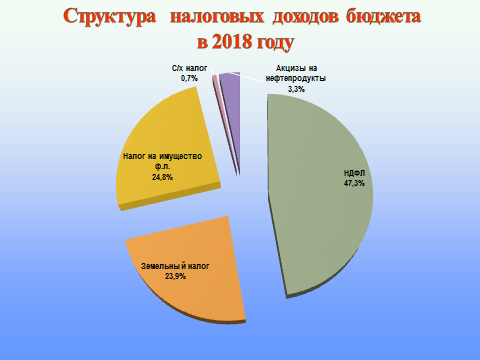 Структура налоговых доходов бюджета
в 2018 году
С/х налог
0,7%
Акцизы на
нефтепродукты
3,3%
Налог на имущество
ф.л.
24,8%
НДФЛ
47,3%
Земельный налог
23,9%